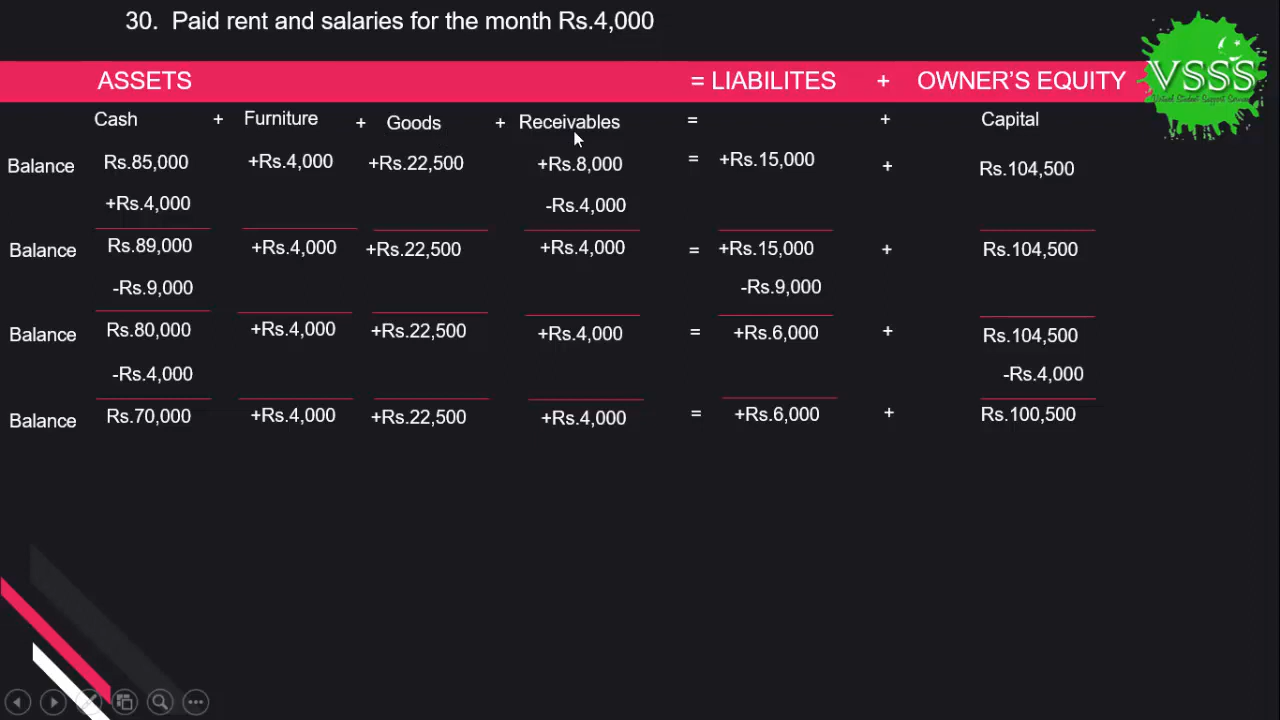 30. Paid rent and salaries for the month Rs.4,000
ASSETS = LIABILITES + OWNER'S EQUITY
VSSS
Virtual Student Support Services
Cash + Furniture + Goods + Receivables = + Capital
Balance Rs.85,000 +Rs.4,000 +Rs.22,500 +Rs.8,000 = +Rs.15,000 + Rs.104,500
+Rs.4,000 -Rs.4,000
Balance Rs.89,000 +Rs.4,000 +Rs.22,500 +Rs.4,000 = +Rs.15,000 + Rs.104,500
-Rs.9,000 -Rs.9,000
Balance Rs.80,000 +Rs.4,000 +Rs.22,500 +Rs.4,000 = +Rs.6,000 + Rs.104,500
-Rs.4,000 -Rs.4,000
Balance Rs.70,000 +Rs.4,000 +Rs.22,500 +Rs.4,000 = +Rs.6,000 + Rs.100,500